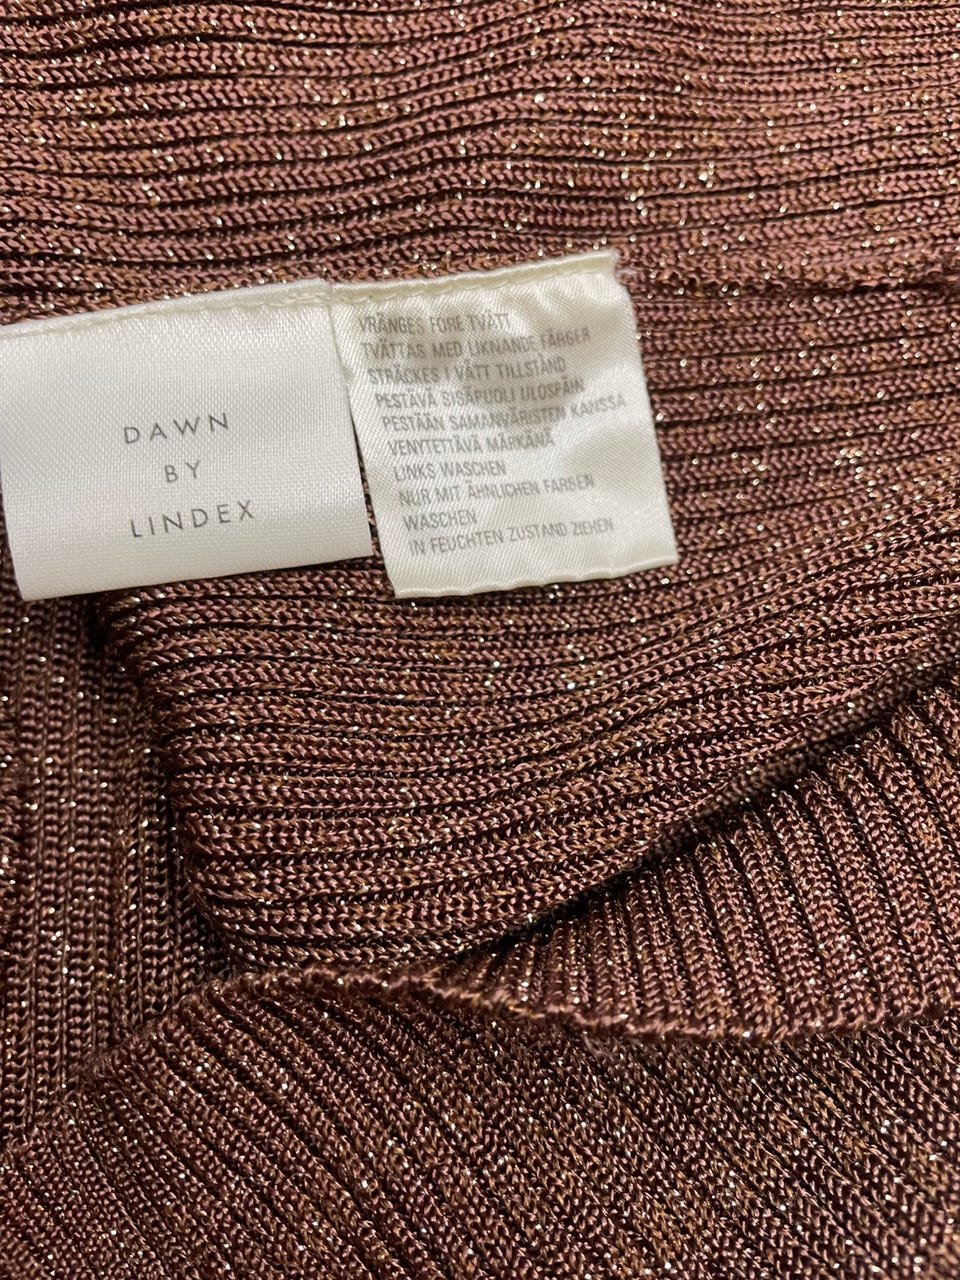 DAWN
BY
LINDEX
VRÄNGES FÖRE TVÄTT
TVÄTTAS MED LIKNANDE FÄRGER
STRÄCKES I VÅTT TILLSTÅND
PESTÄVÄ SISÄPUOLI ULOSPÄIN
PESTÄÄN SAMANVÄRISTEN KANSSA
VENYTETTÄVÄ MÄRKÄNÄ
LINKS WASCHEN
NUR MIT ÄHNLICHEN FARBEN
WASCHEN
IN FEUCHTEN ZUSTAND ZIEHEN